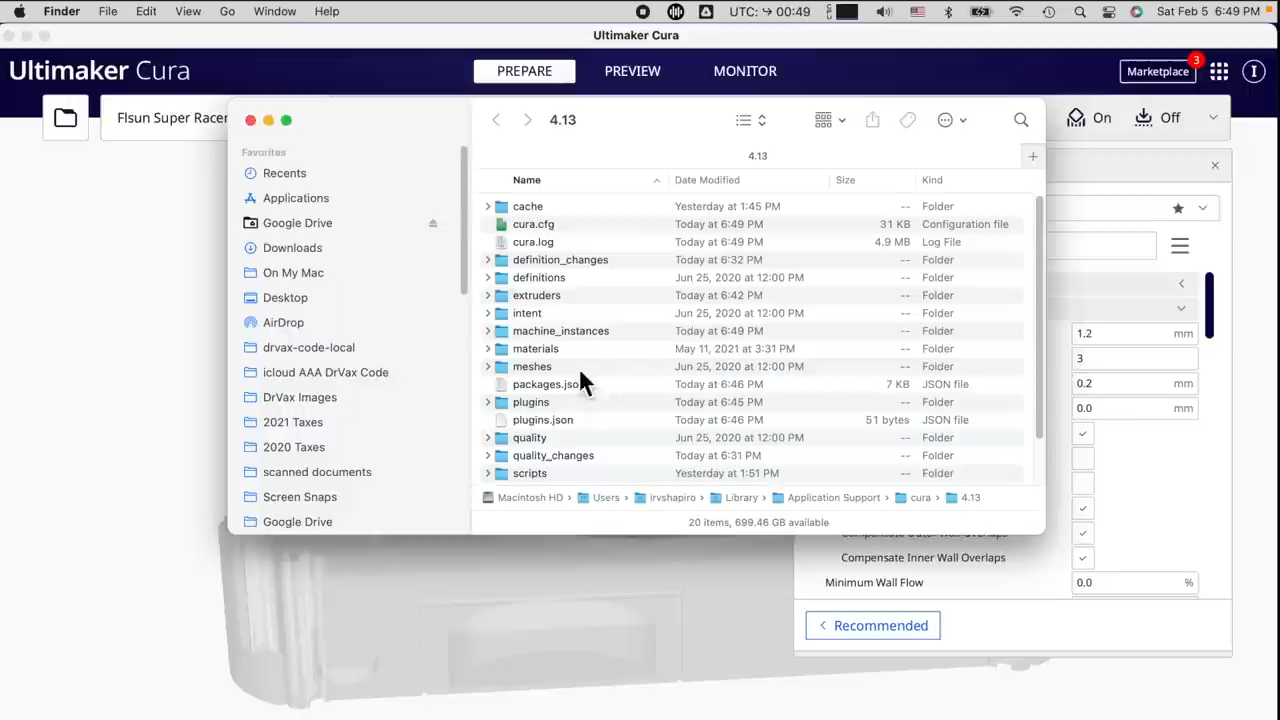 Finder File Edit View Go Window Help UTC: ↪ 00:49 Sat Feb 5 6:49 PM
Ultimaker Cura
Ultimaker Cura PREPARE PREVIEW MONITOR Marketplace 3 I
Flsun Super Racer On Off
4.13
4.13
Favorites
Recents
Applications
Google Drive
Downloads
On My Mac
Desktop
AirDrop
drvax-code-local
icloud AAA DrVax Code
DrVax Images
2021 Taxes
2020 Taxes
scanned documents
Screen Snaps
Google Drive
Name Date Modified Size Kind
cache Yesterday at 1:45 PM -- Folder
cura.cfg Today at 6:49 PM 31 KB Configuration file
cura.log Today at 6:49 PM 4.9 MB Log File
definition_changes Today at 6:32 PM -- Folder
definitions Jun 25, 2020 at 12:00 PM -- Folder
extruders Today at 6:42 PM -- Folder
intent Jun 25, 2020 at 12:00 PM -- Folder
machine_instances Today at 6:49 PM -- Folder
materials May 11, 2021 at 3:31 PM -- Folder
meshes Jun 25, 2020 at 12:00 PM -- Folder
packages.jso Today at 6:46 PM 7 KB JSON file
plugins Today at 6:45 PM -- Folder
plugins.json Today at 6:46 PM 51 bytes JSON file
quality Jun 25, 2020 at 12:00 PM -- Folder
quality_changes Today at 6:31 PM -- Folder
scripts Yesterday at 1:51 PM -- Folder
Macintosh HD › Users › irvshapiro › Library › Application Support › cura › 4.13
20 items, 699.46 GB available
1.2 mm
3
0.2 mm
0.0 mm
Compensate Inner Wall Overlaps
Minimum Wall Flow 0.0 %
Recommended